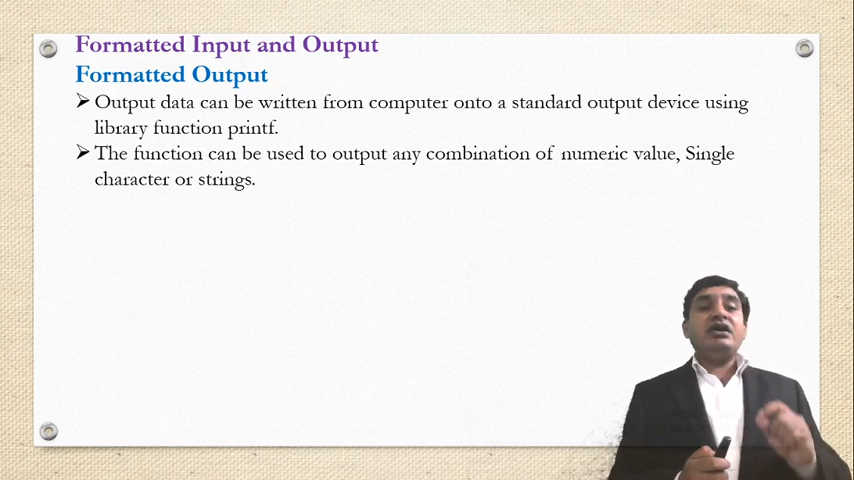 Formatted Input and Output
Formatted Output
➢ Output data can be written from computer onto a standard output device using
library function printf.
➢ The function can be used to output any combination of numeric value, Single
character or strings.